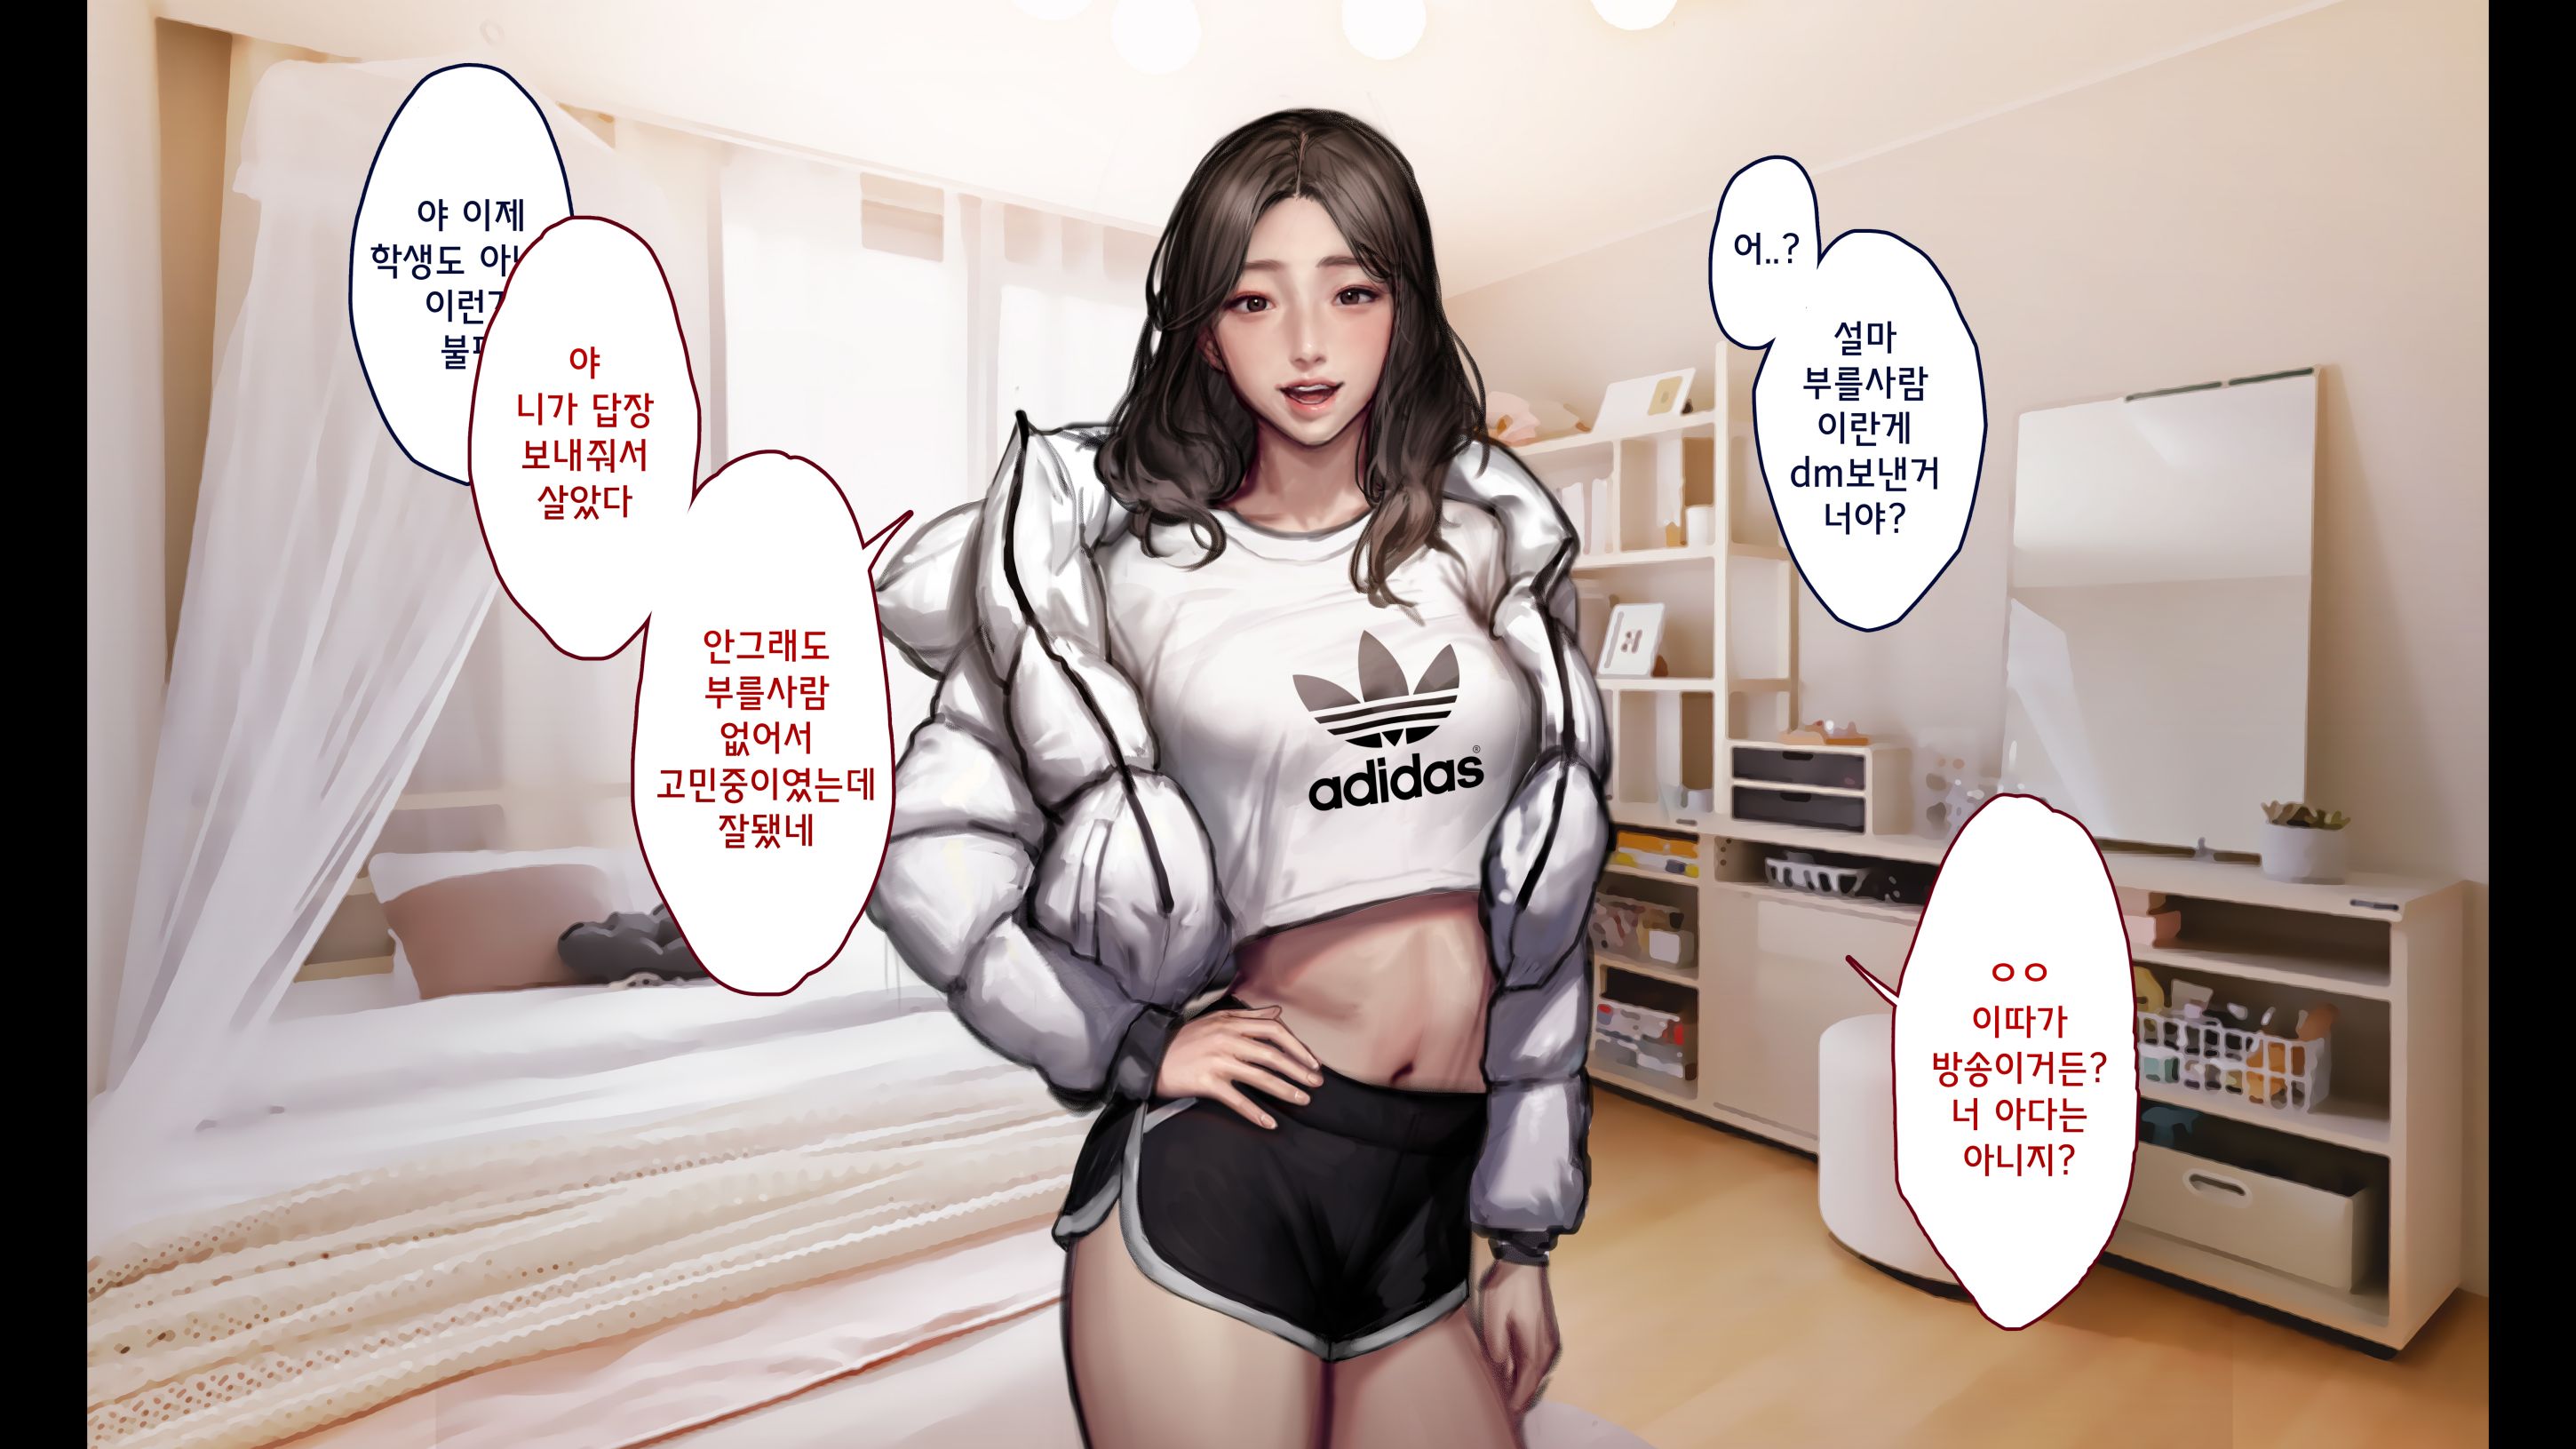 야 이제
학생도
이런
야
니가 답장
보내줘서
살았다
안그래도
부를사람
없어서
고민중이였는데
잘됐네
어..?
설마
부를사람
이란게
dm보낸거
너야?
adidas
®
ㅇㅇ
이따가
방송이거든?
너 아다는
아니지?